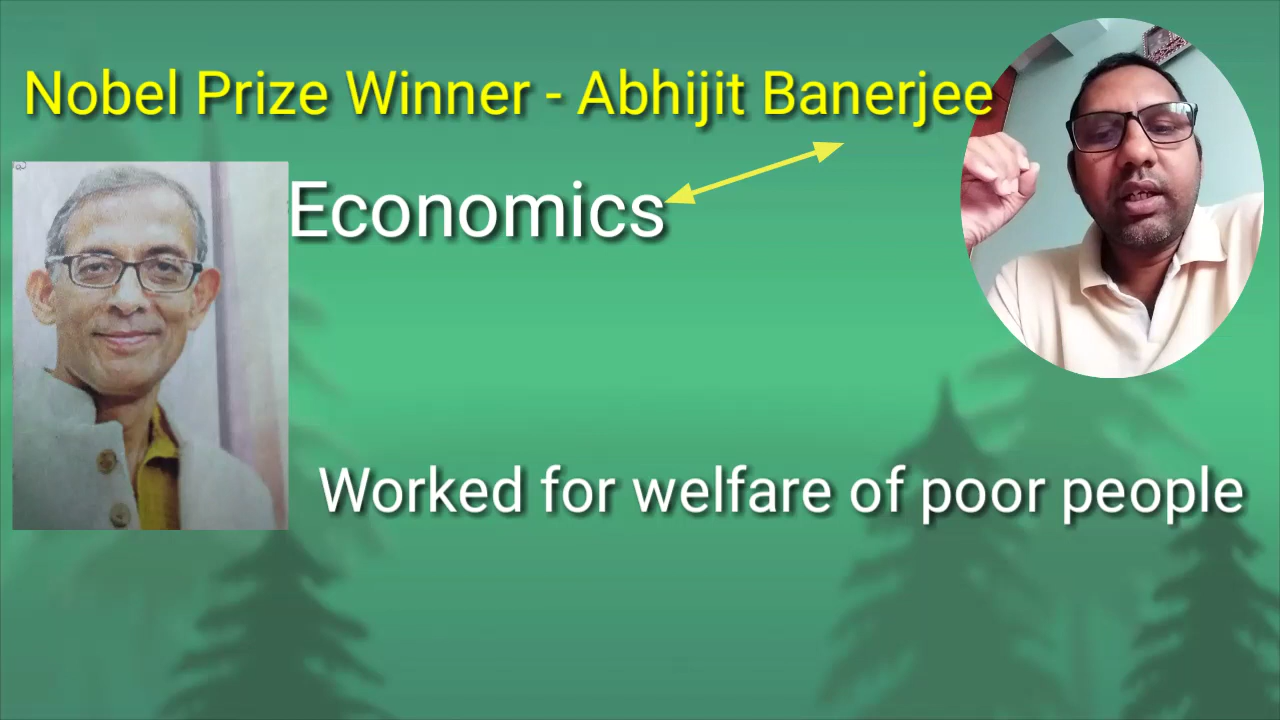 Nobel Prize Winner - Abhijit Banerjee
Economics
Worked for welfare of poor people